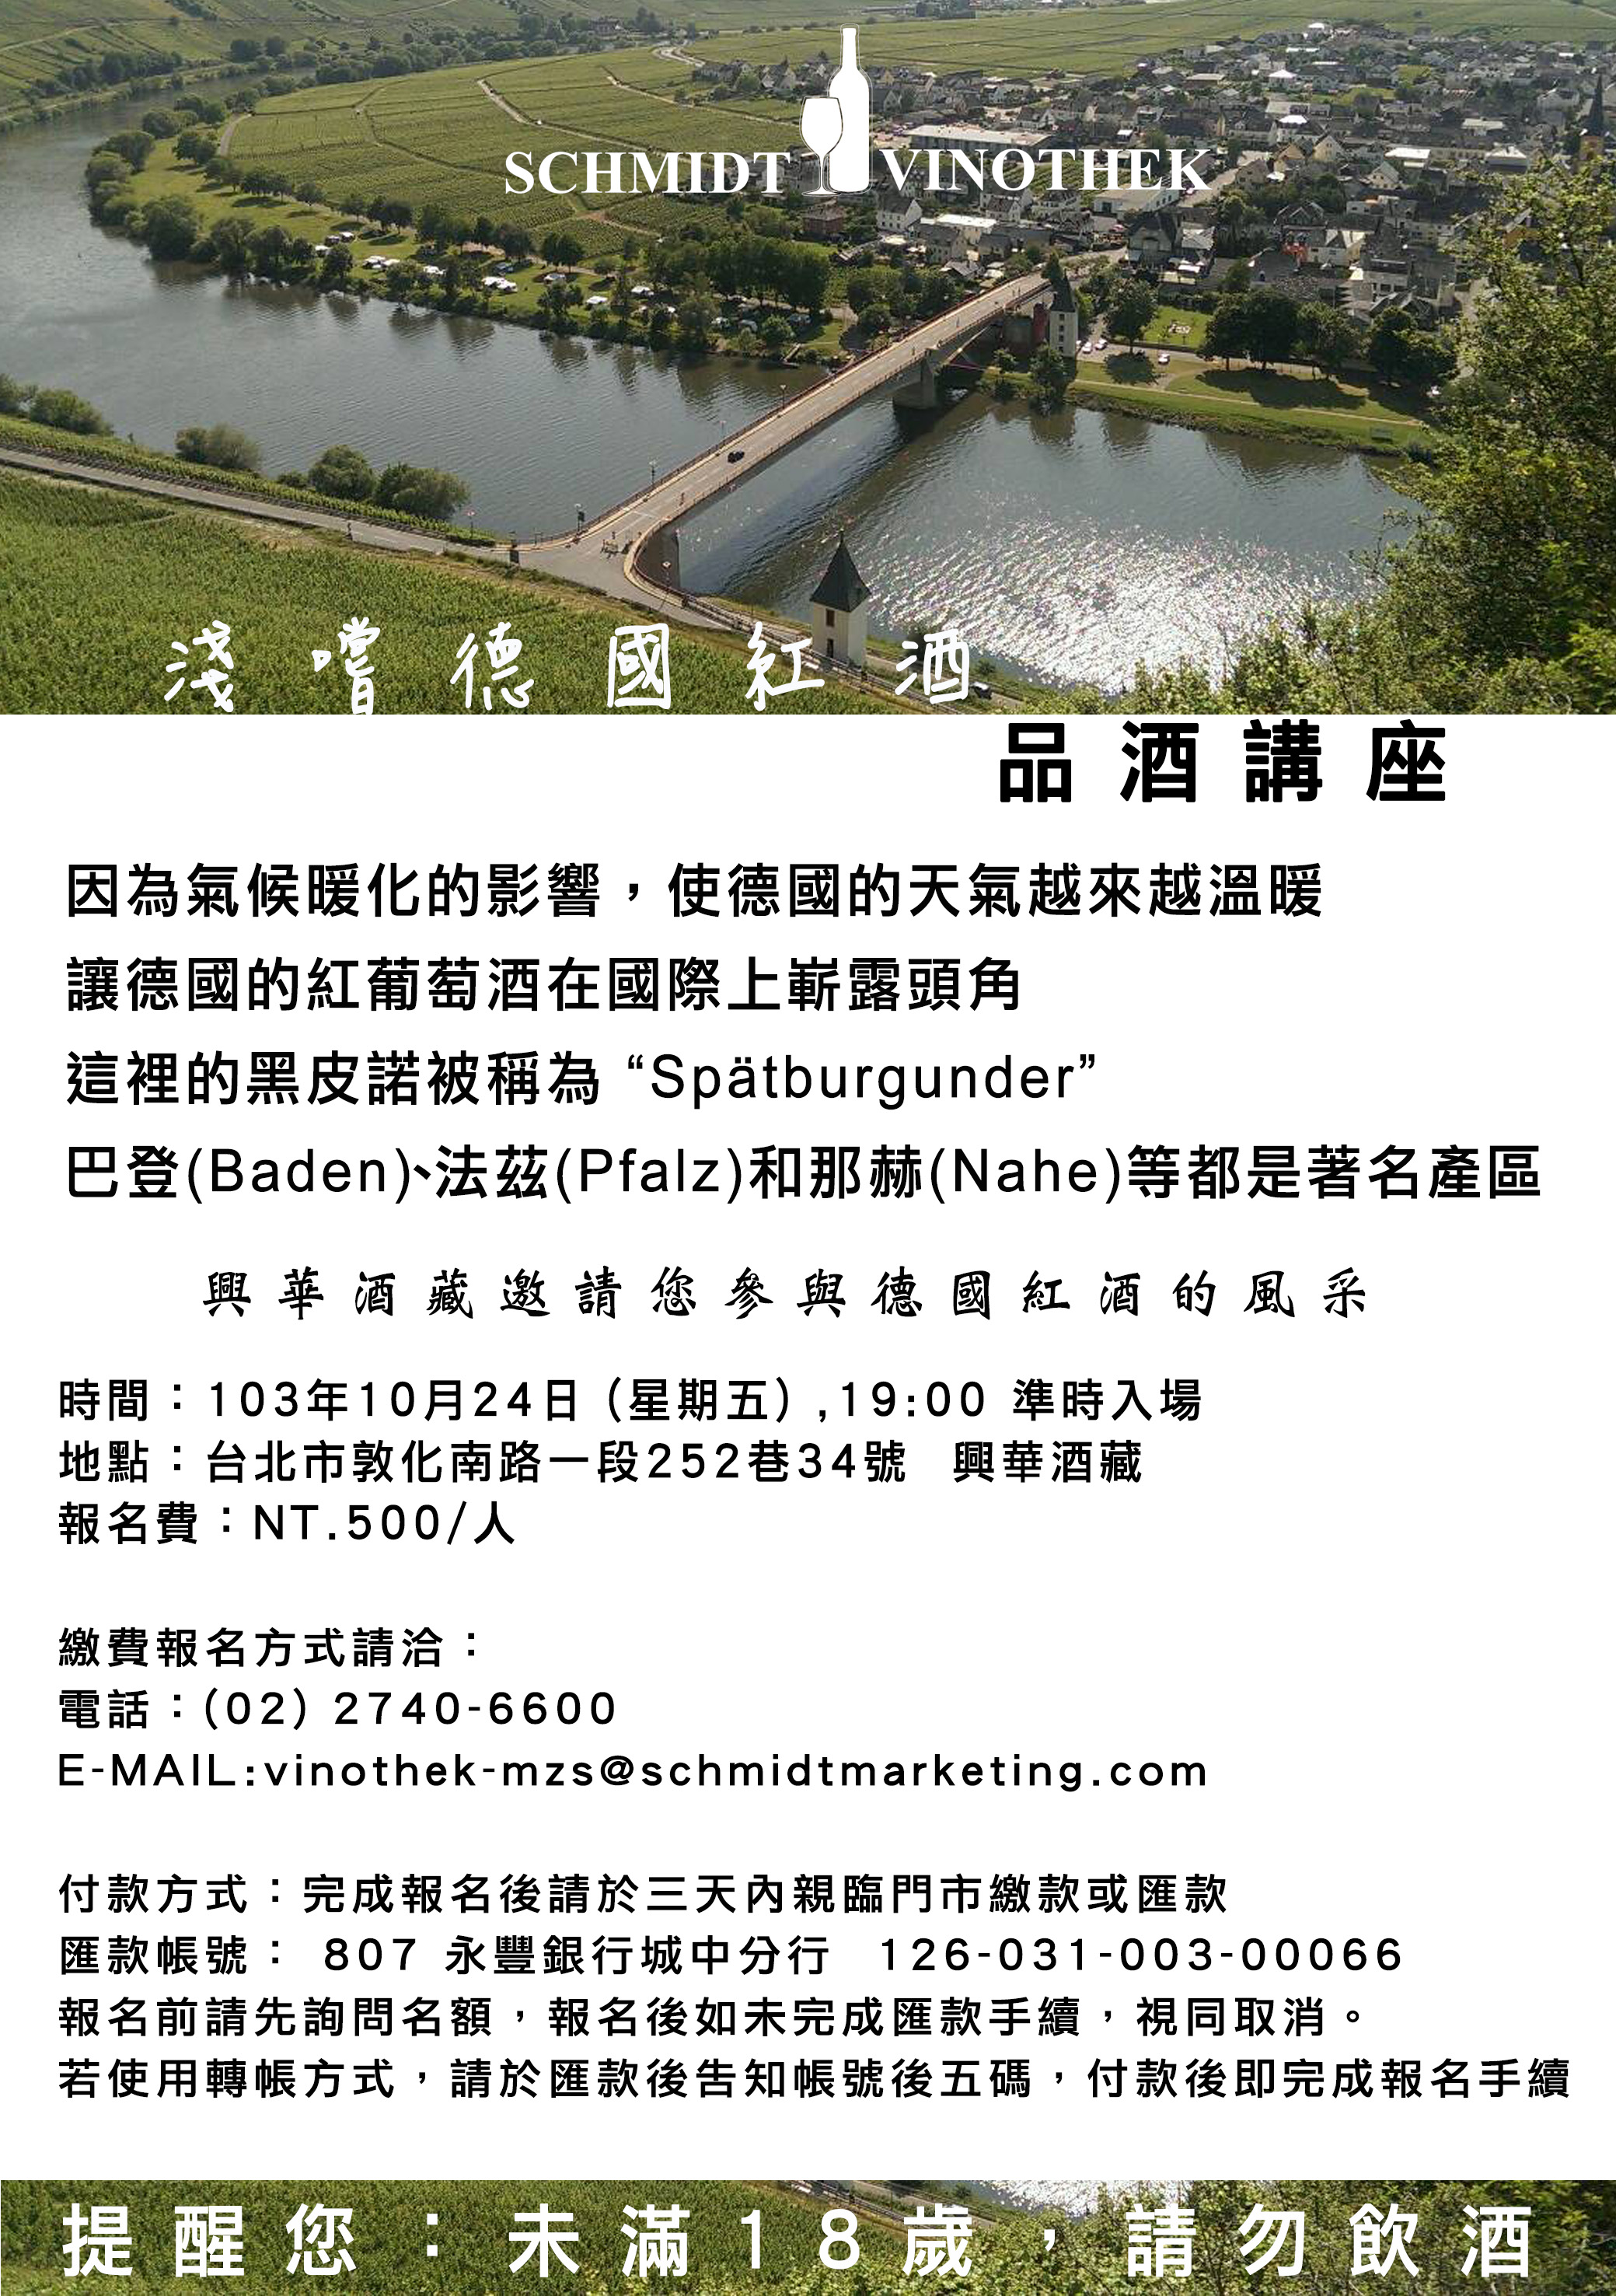 SCHMIDT VINOTHEK
淺嚐德國紅酒
品酒講座
因為氣候暖化的影響，使德國的天氣越來越溫暖
讓德國的紅葡萄酒在國際上嶄露頭角
這裡的黑皮諾被稱為 “Spätburgunder”
巴登(Baden)、法茲(Pfalz)和那赫(Nahe)等都是著名產區
興華酒藏邀請您參與德國紅酒的風采
時間：103年10月24日 (星期五) ,19:00 準時入場
地點：台北市敦化南路一段252巷34號 興華酒藏
報名費：NT.500/人
繳費報名方式請洽：
電話：(02) 2740-6600
E-MAIL:vinothek-mzs@schmidtmarketing.com
付款方式：完成報名後請於三天內親臨門市繳款或匯款
匯款帳號： 807 永豐銀行城中分行 126-031-003-00066
報名前請先詢問名額，報名後如未完成匯款手續，視同取消。
若使用轉帳方式，請於匯款後告知帳號後五碼，付款後即完成報名手續
提醒您：未滿18歲，請勿飲酒